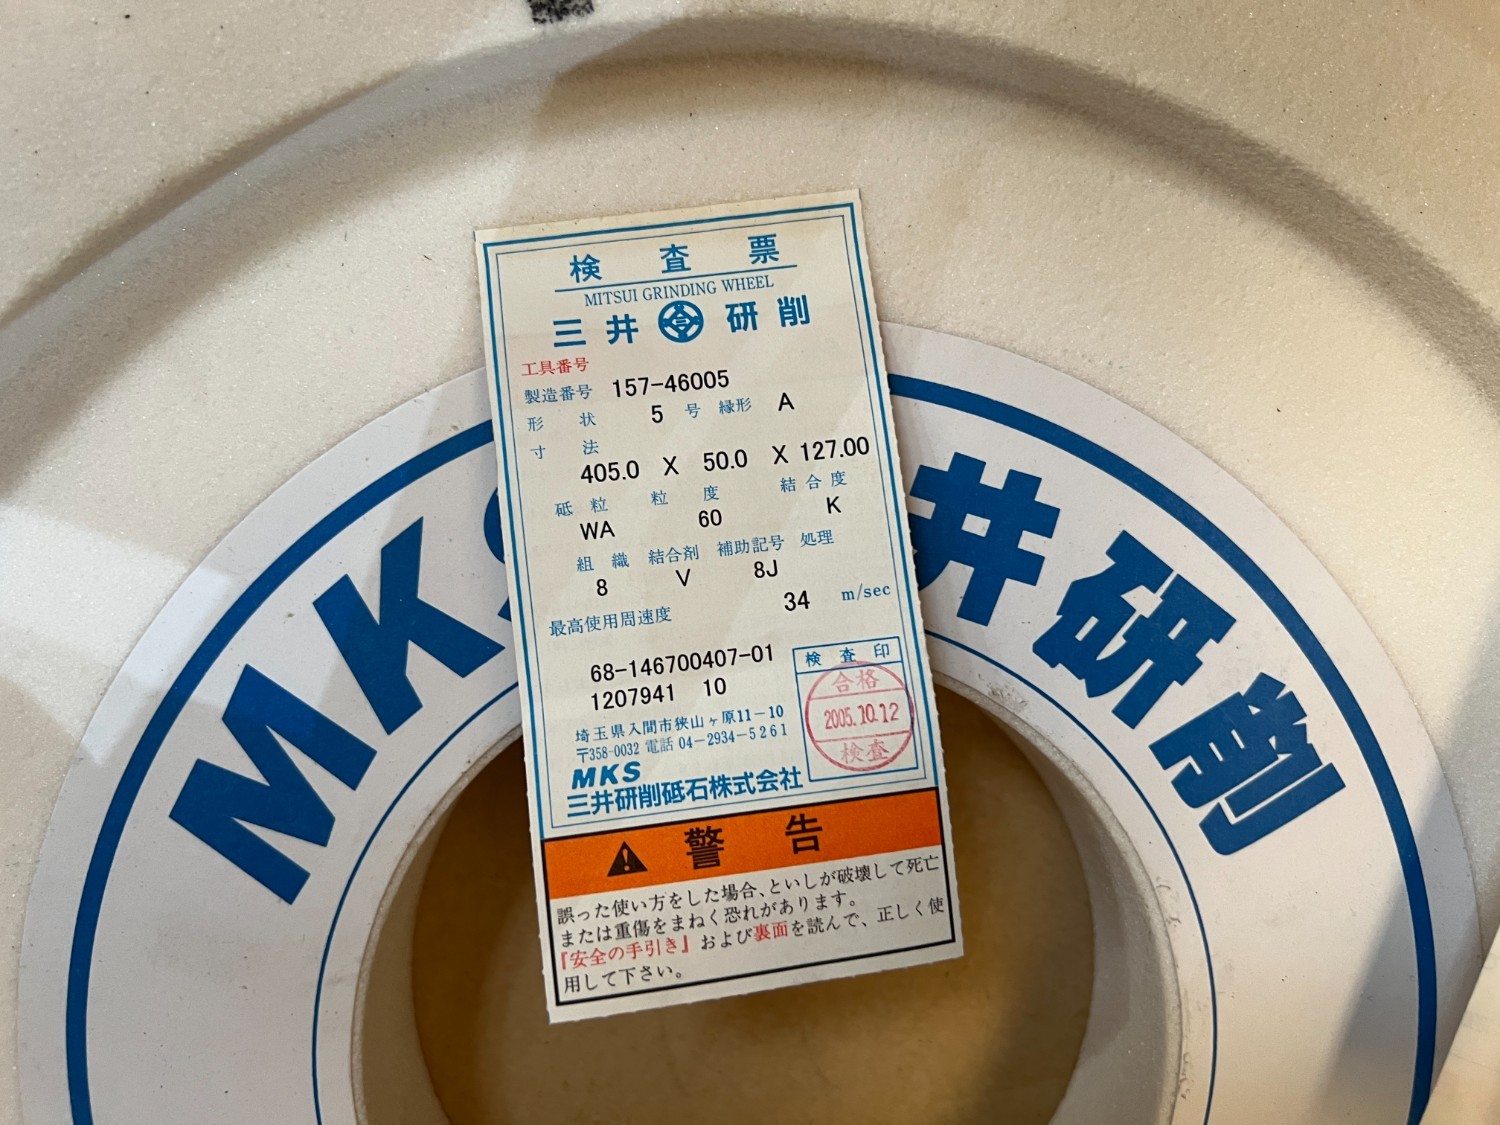 検査票
MITSUI GRINDING WHEEL
三井研削
工具番号
製造番号 157-46005
形状 5 号 縁形 A
寸法
405.0 X 50.0 X 127.00
砥粒 粒度 結合度
WA 60 K
組織 結合剤 補助記号 処理
8 V 8J
最高使用周速度 34 m/sec
68-146700407-01
1207941 10
検査印
合格
2005.10.12
検査
埼玉県入間市狭山ヶ原11-10
〒358-0032 電話 04-2934-5261
MKS
三井研削砥石株式会社
警告
誤った使い方をした場合、といしが破壊して死亡
または重傷をまねく恐れがあります。
『安全の手引き』および裏面を読んで、正しく使
用して下さい。
MKS 井研削